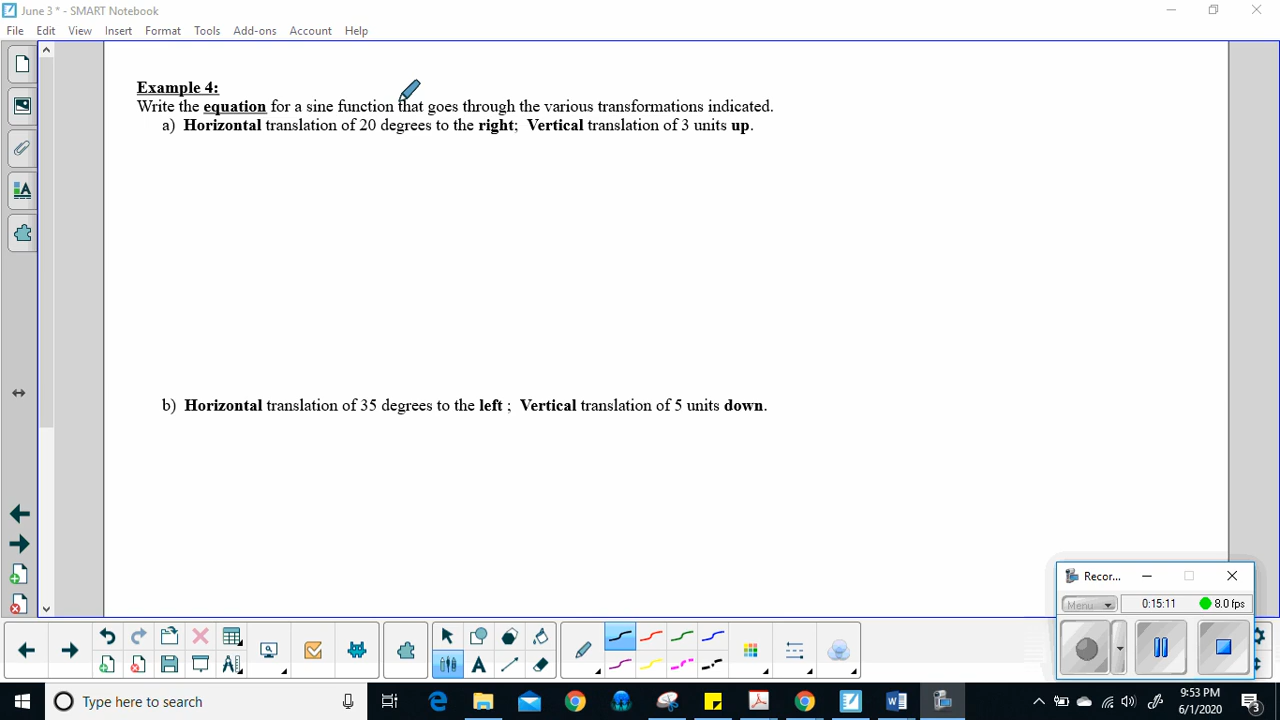 June 3 * - SMART Notebook
File Edit View Insert Format Tools Add-ons Account Help
Example 4:
Write the equation for a sine function that goes through the various transformations indicated.
a) Horizontal translation of 20 degrees to the right; Vertical translation of 3 units up.
b) Horizontal translation of 35 degrees to the left ; Vertical translation of 5 units down.
Recor...
Menu 0:15:11 8.0 fps
Type here to search
9:53 PM
6/1/2020
3